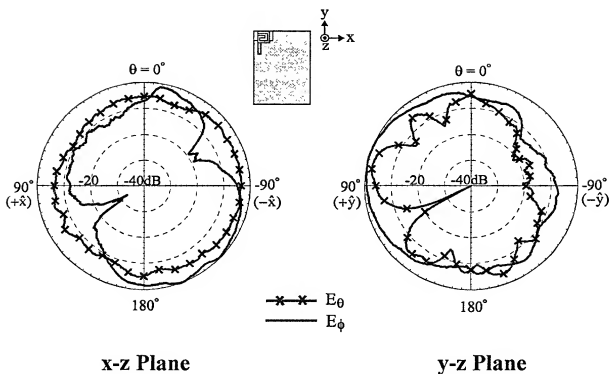 y
x
z
θ = 0°
θ = 0°
90°
(+x̂)
-20
-40dB
-90°
(−x̂)
90°
(+ŷ)
-20
-40dB
-90°
(−ŷ)
180°
180°
Eθ
Eϕ
x-z Plane
y-z Plane